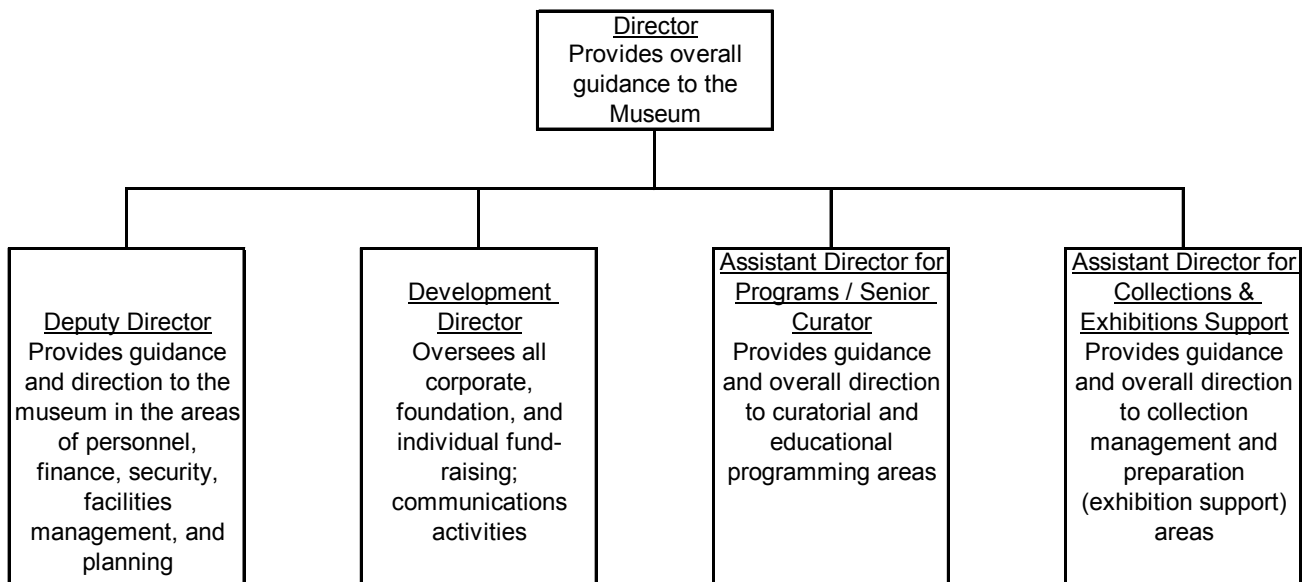 Director
Provides overall
guidance to the
Museum
Deputy Director
Provides guidance
and direction to the
museum in the areas
of personnel,
finance, security,
facilities
management, and
planning
Development
Director
Oversees all
corporate,
foundation, and
individual fund-
raising;
communications
activities
Assistant Director for
Programs / Senior
Curator
Provides guidance
and overall direction
to curatorial and
educational
programming areas
Assistant Director for
Collections &
Exhibitions Support
Provides guidance
and overall direction
to collection
management and
preparation
(exhibition support)
areas